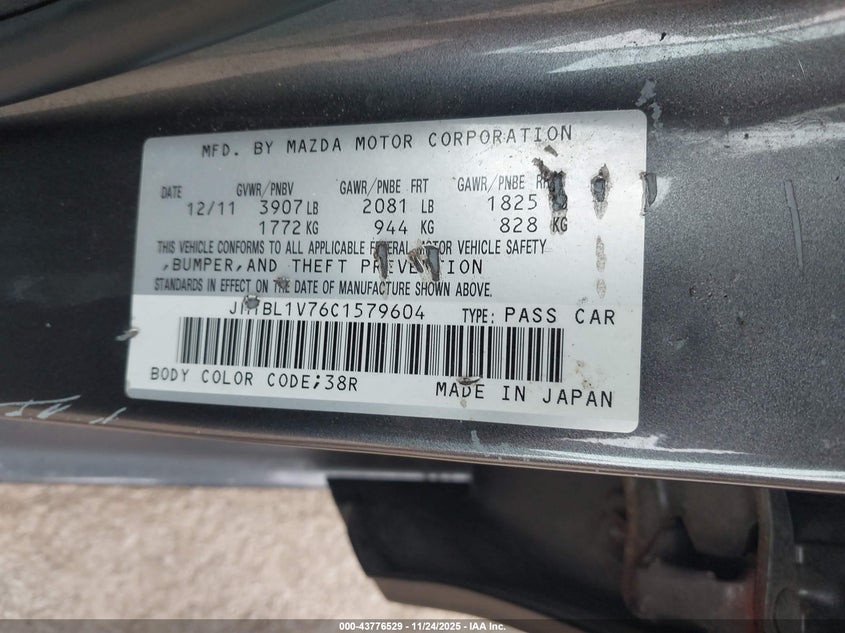 MFD. BY MAZDA MOTOR CORPORATION
DATE GVWR/PNBV GAWR/PNBE FRT GAWR/PNBE
12/11 3907 LB 2081 LB 1825
1772 KG 944 KG 828 KG
THIS VEHICLE CONFORMS TO ALL APPLICABLE FEDERAL MOTOR VEHICLE SAFETY
,BUMPER,AND THEFT PREVENTION
STANDARDS IN EFFECT ON THE DATE OF MANUFACTURE SHOWN ABOVE.
JM1BL1V76C1579604 TYPE: PASS CAR
BODY COLOR CODE;38R MADE IN JAPAN
000-43776529 - 11/24/2025 - IAA Inc.